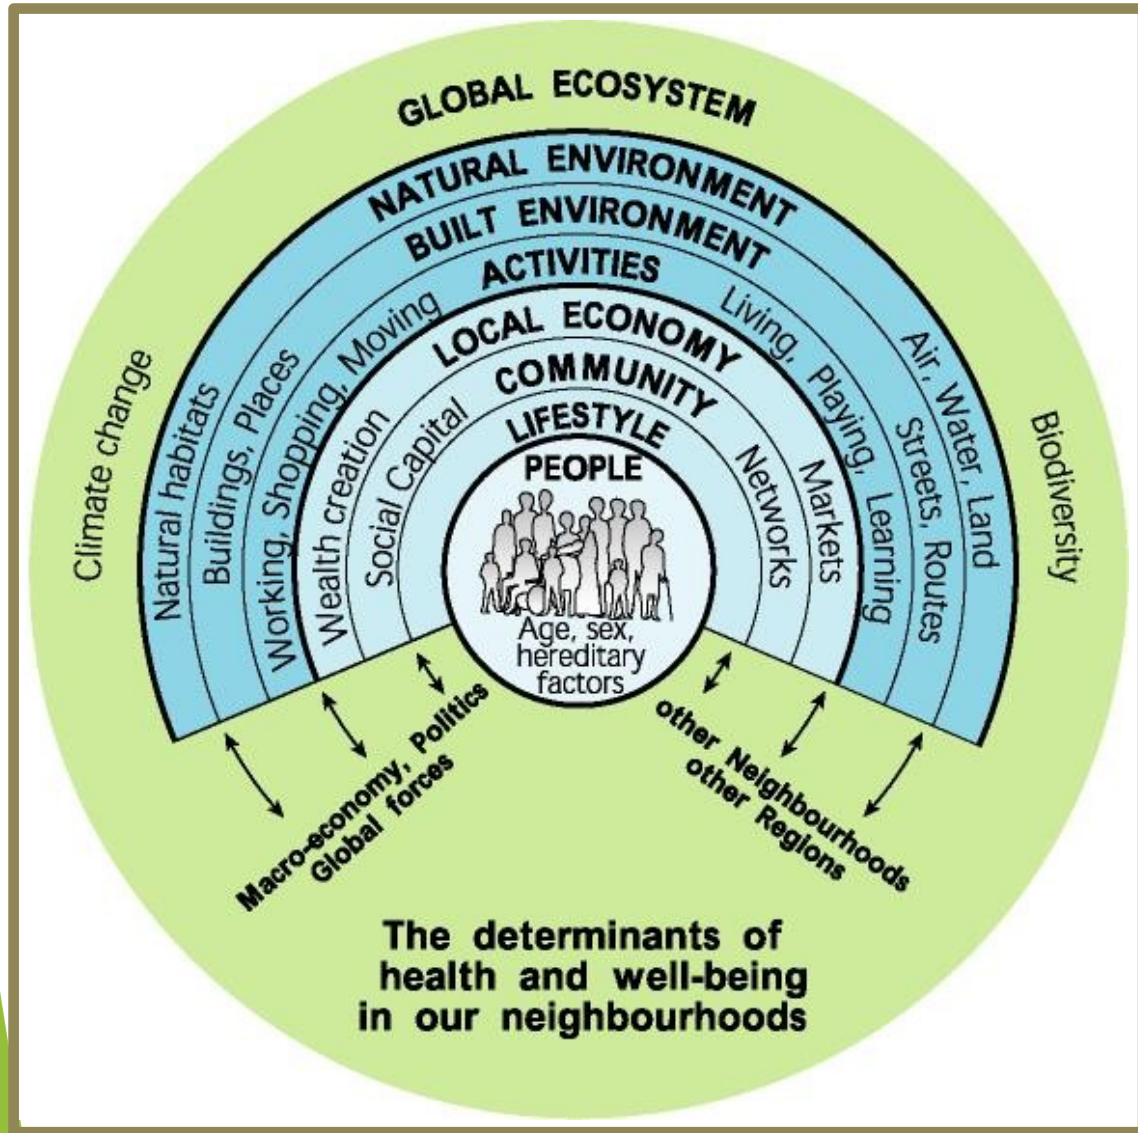 GLOBAL ECOSYSTEM
NATURAL ENVIRONMENT
BUILT ENVIRONMENT
ACTIVITIES
LOCAL ECONOMY
COMMUNITY
LIFESTYLE
PEOPLE
Age, sex,
hereditary
factors
Climate change
Natural habitats
Buildings, Places
Working, Shopping, Moving
Wealth creation
Social Capital
Networks
Markets
Living, Playing, Learning
Streets, Routes
Air, Water, Land
Biodiversity
Macro-economy, Politics
Global forces
other Neighbourhoods
other Regions
The determinants of
health and well-being
in our neighbourhoods